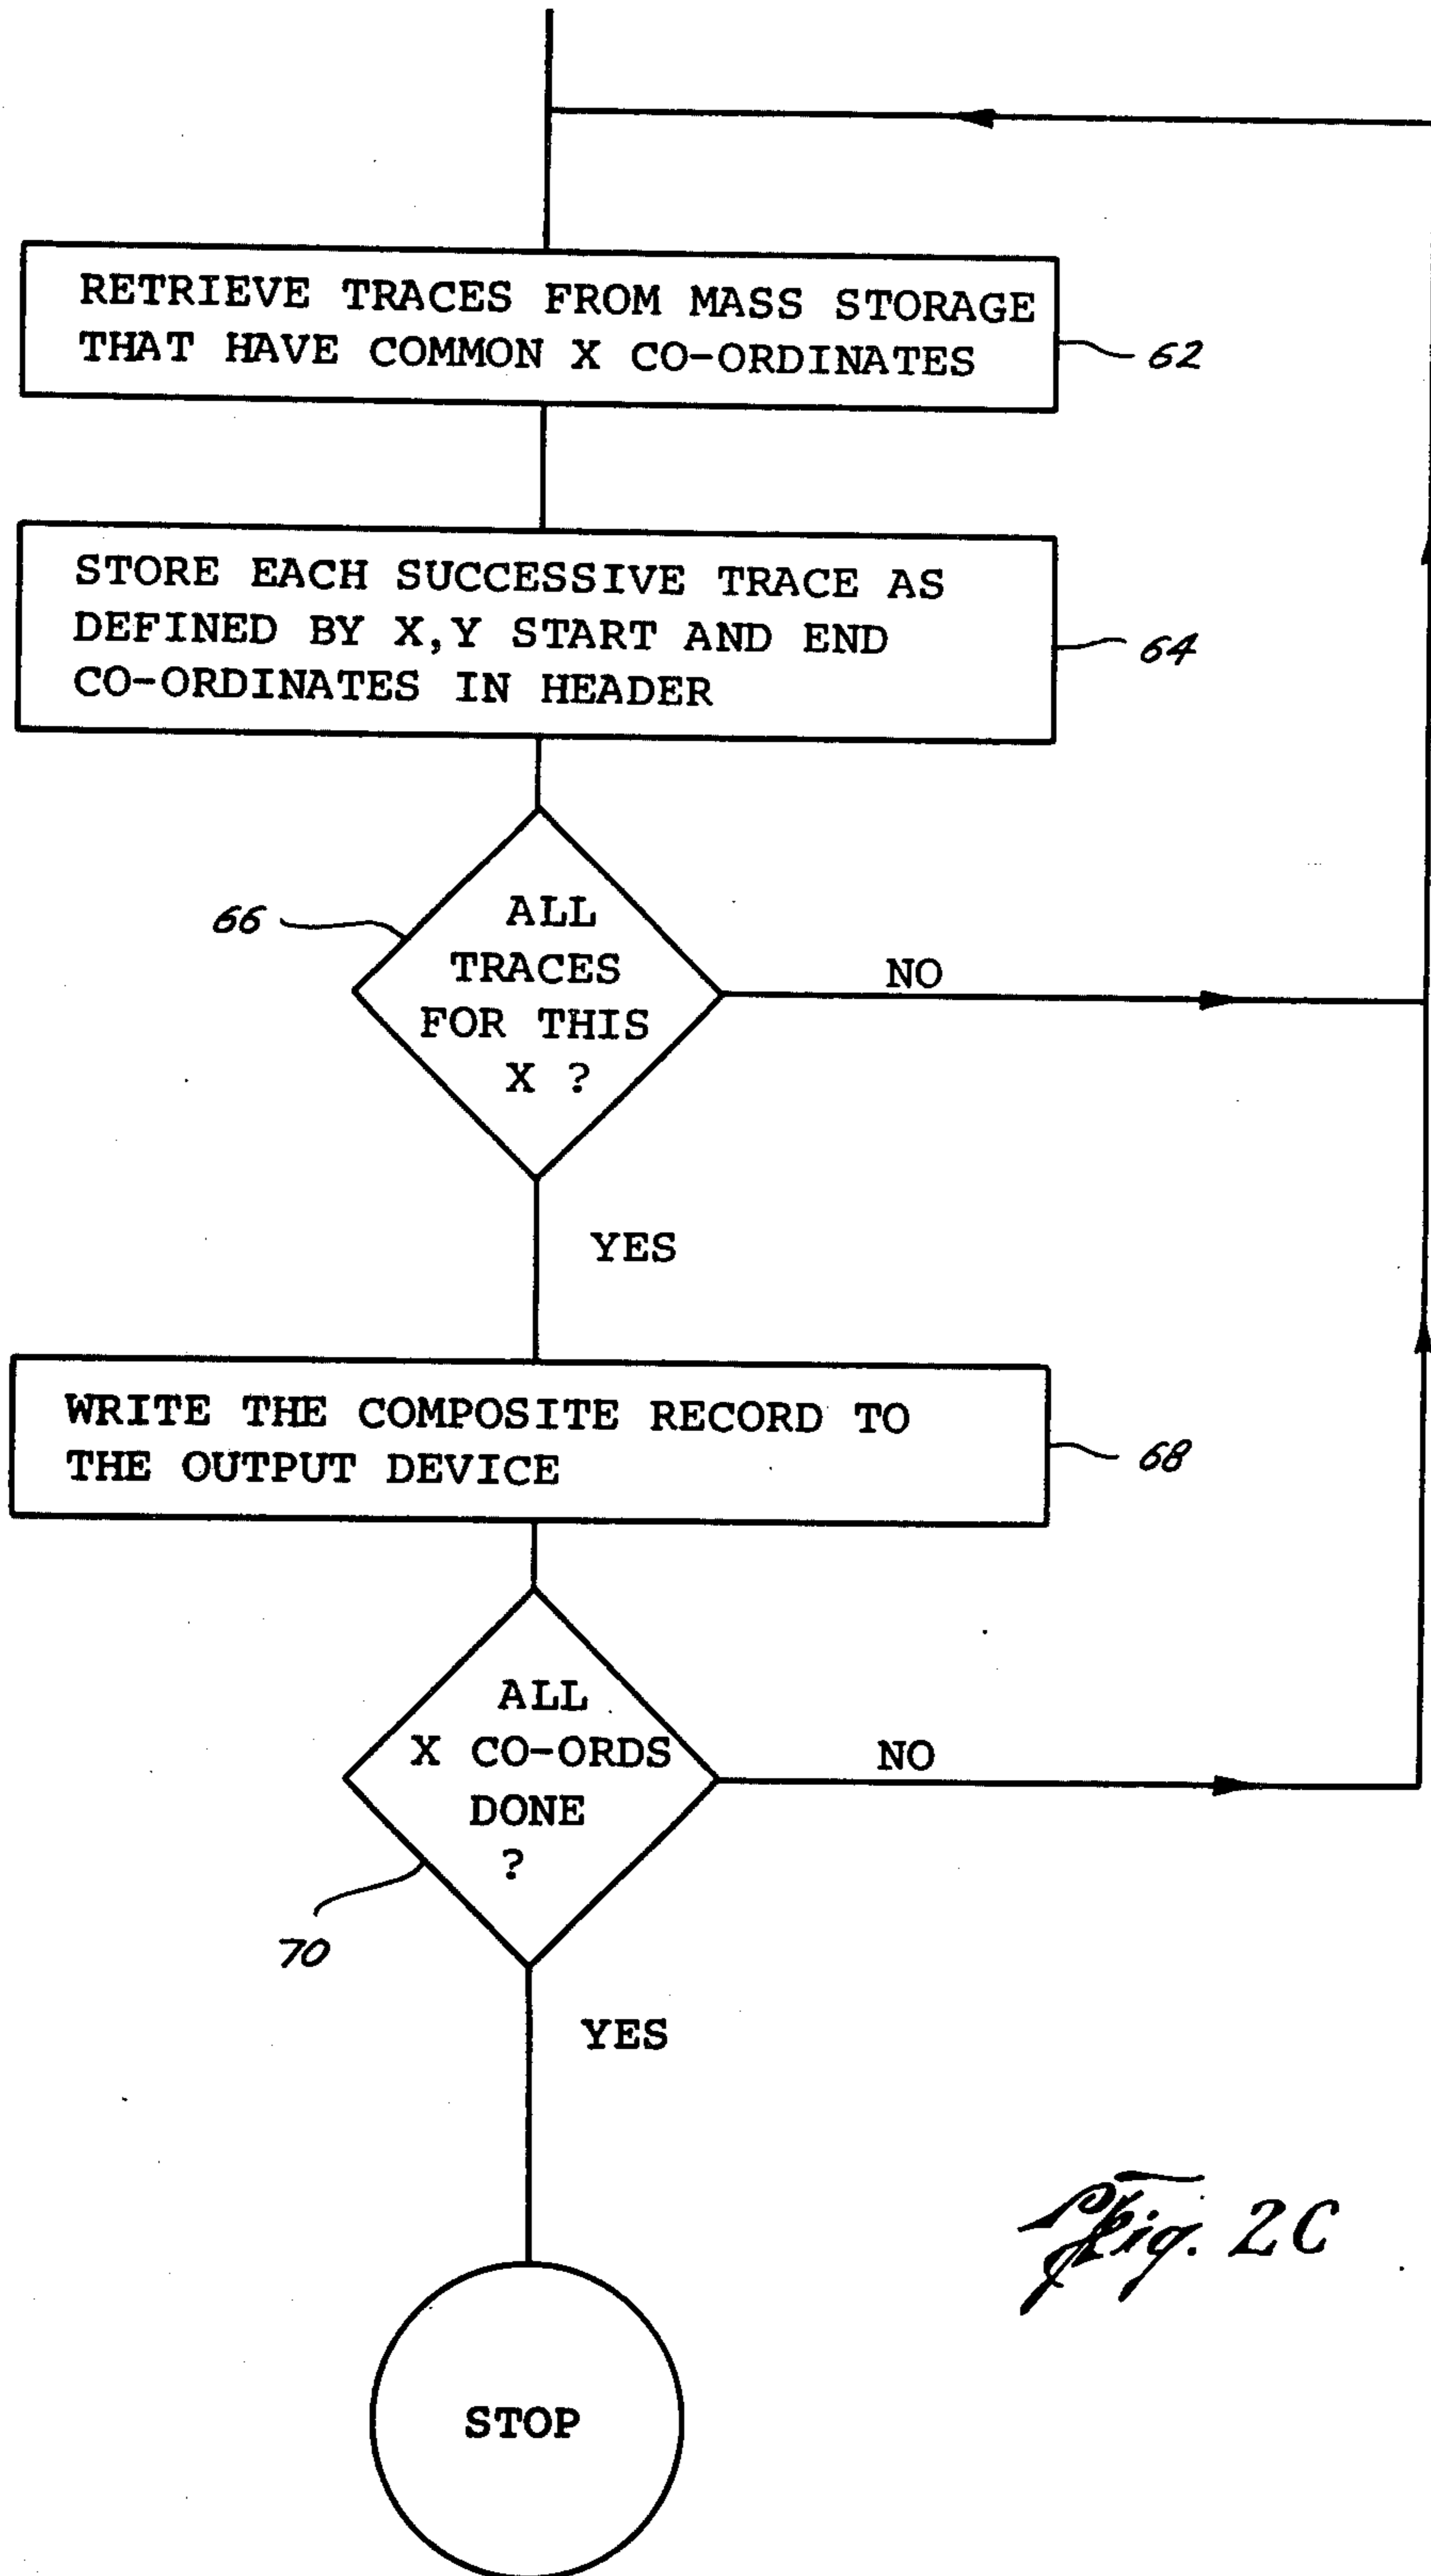 RETRIEVE TRACES FROM MASS STORAGE
THAT HAVE COMMON X CO-ORDINATES
62
STORE EACH SUCCESSIVE TRACE AS
DEFINED BY X,Y START AND END
CO-ORDINATES IN HEADER
64
66
ALL
TRACES
FOR THIS
X ?
NO
YES
WRITE THE COMPOSITE RECORD TO
THE OUTPUT DEVICE
68
ALL
X CO-ORDS
DONE
?
NO
70
YES
STOP
Fig. 2C